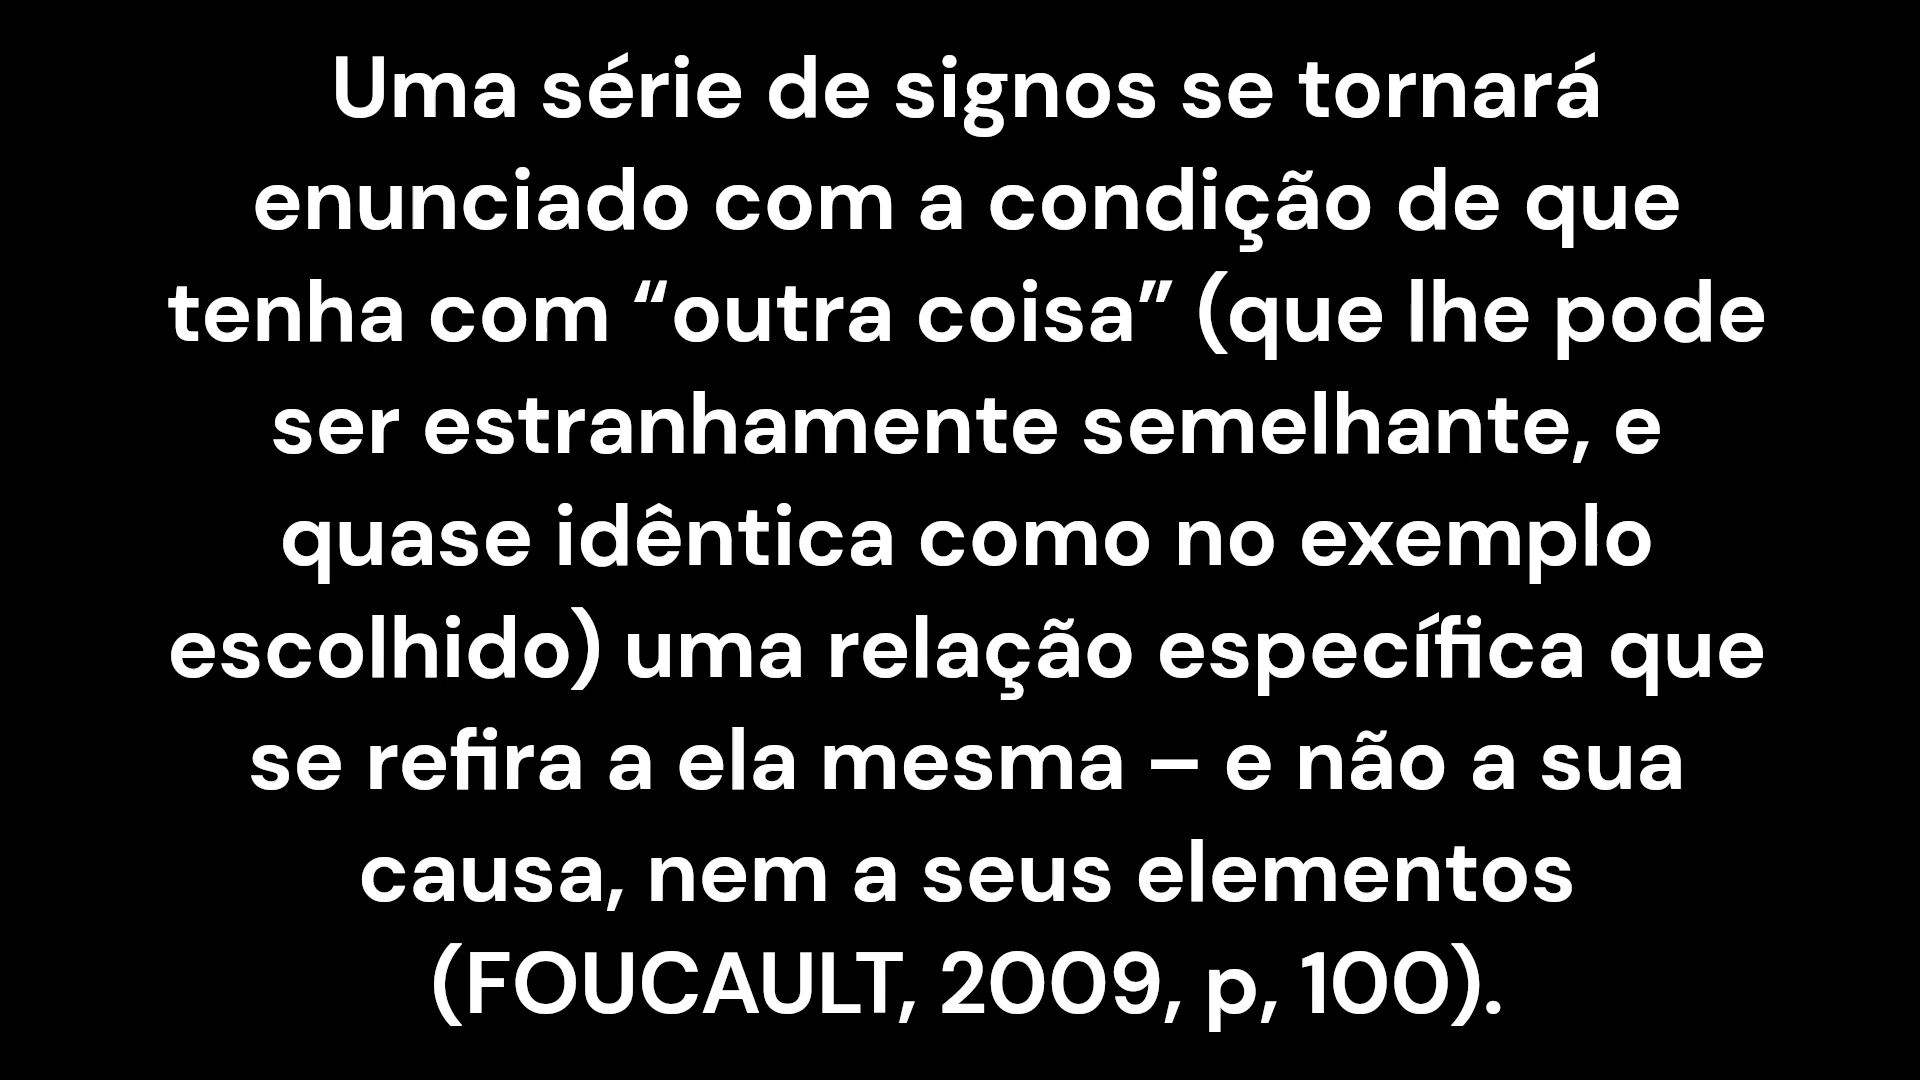 Uma série de signos se tornará
enunciado com a condição de que
tenha com “outra coisa” (que lhe pode
ser estranhamente semelhante, e
quase idêntica como no exemplo
escolhido) uma relação específica que
se refira a ela mesma – e não a sua
causa, nem a seus elementos
(FOUCAULT, 2009, p, 100).